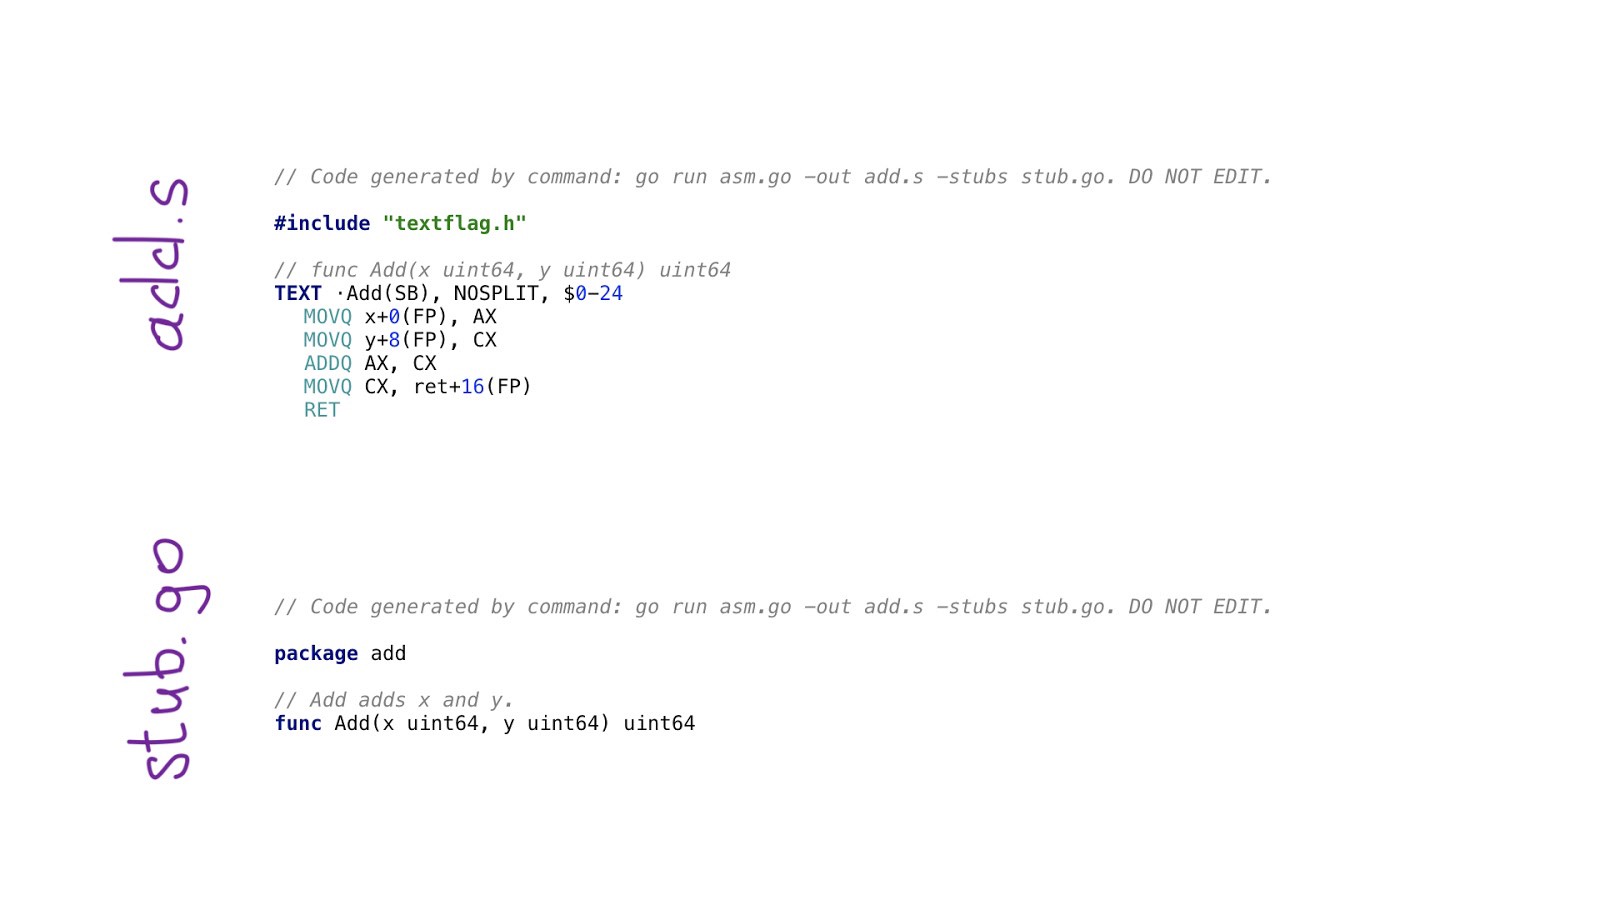 add.s
// Code generated by command: go run asm.go -out add.s -stubs stub.go. DO NOT EDIT.
#include "textflag.h"
// func Add(x uint64, y uint64) uint64
TEXT ·Add(SB), NOSPLIT, $0-24
MOVQ x+0(FP), AX
MOVQ y+8(FP), CX
ADDQ AX, CX
MOVQ CX, ret+16(FP)
RET
stub.go
// Code generated by command: go run asm.go -out add.s -stubs stub.go. DO NOT EDIT.
package add
// Add adds x and y.
func Add(x uint64, y uint64) uint64